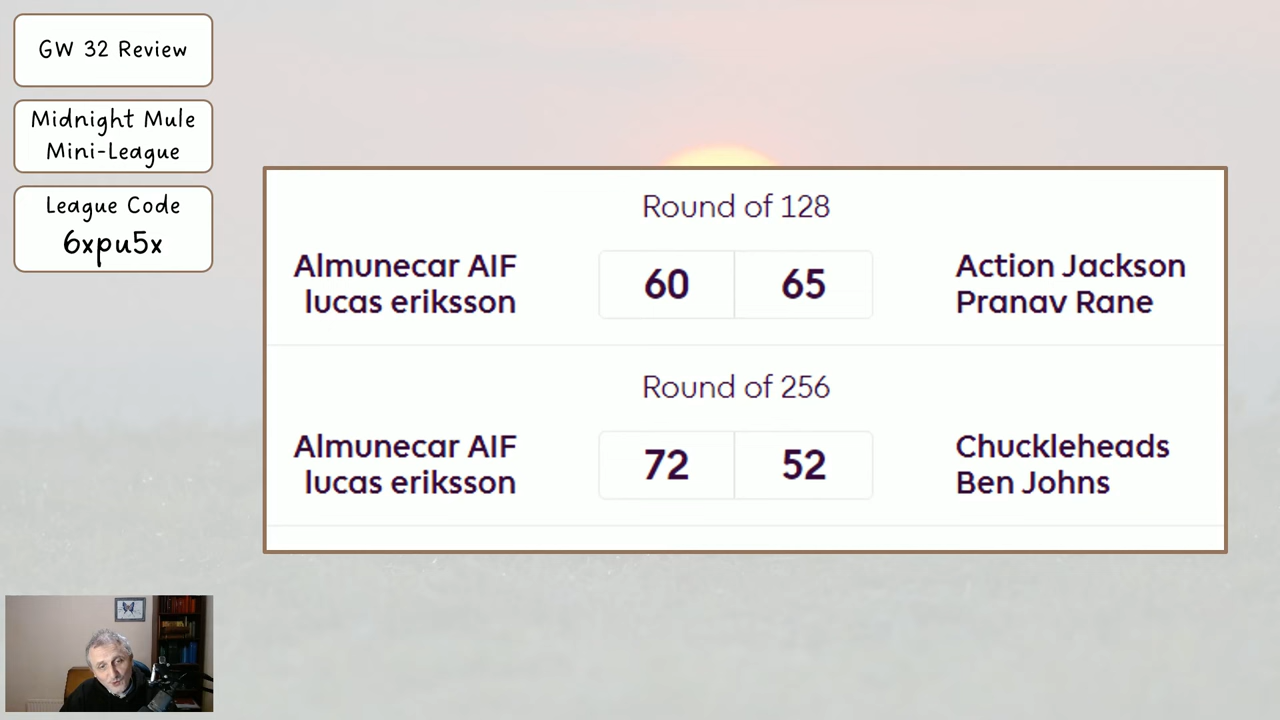 GW 32 Review
Midnight Mule
Mini-League
League Code
6xpu5x
Round of 128
Almunecar AIF
lucas eriksson
60 65
Action Jackson
Pranav Rane
Round of 256
Almunecar AIF
lucas eriksson
72 52
Chuckleheads
Ben Johns